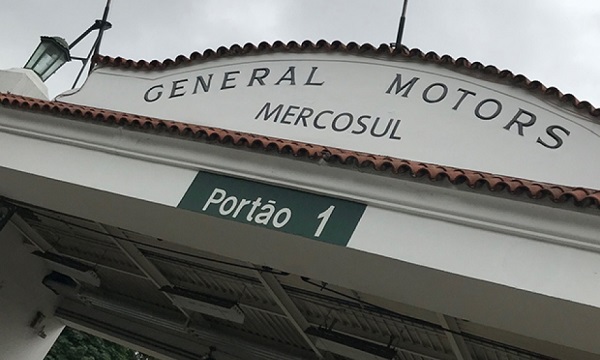 GENERAL MOTORS
MERCOSUL
Portão 1